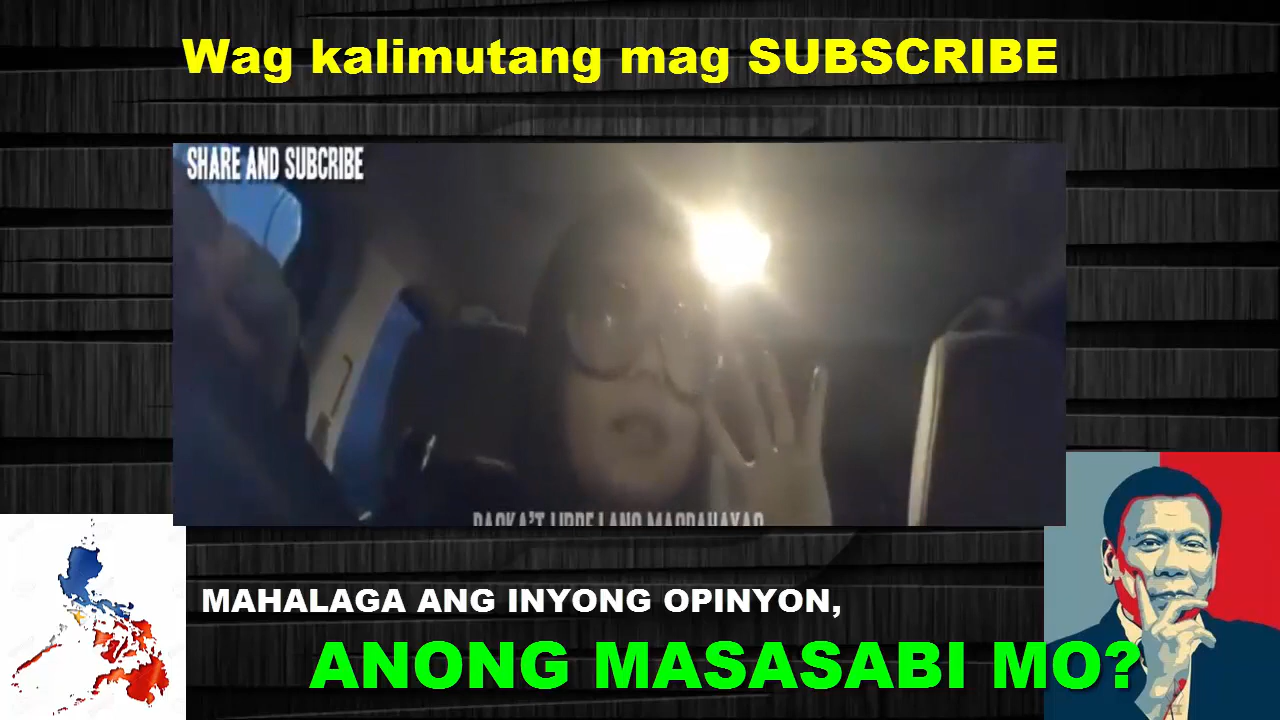 Wag kalimutang mag SUBSCRIBE
SHARE AND SUBCRIBE
MAHALAGA ANG INYONG OPINYON,
ANONG MASASABI MO?